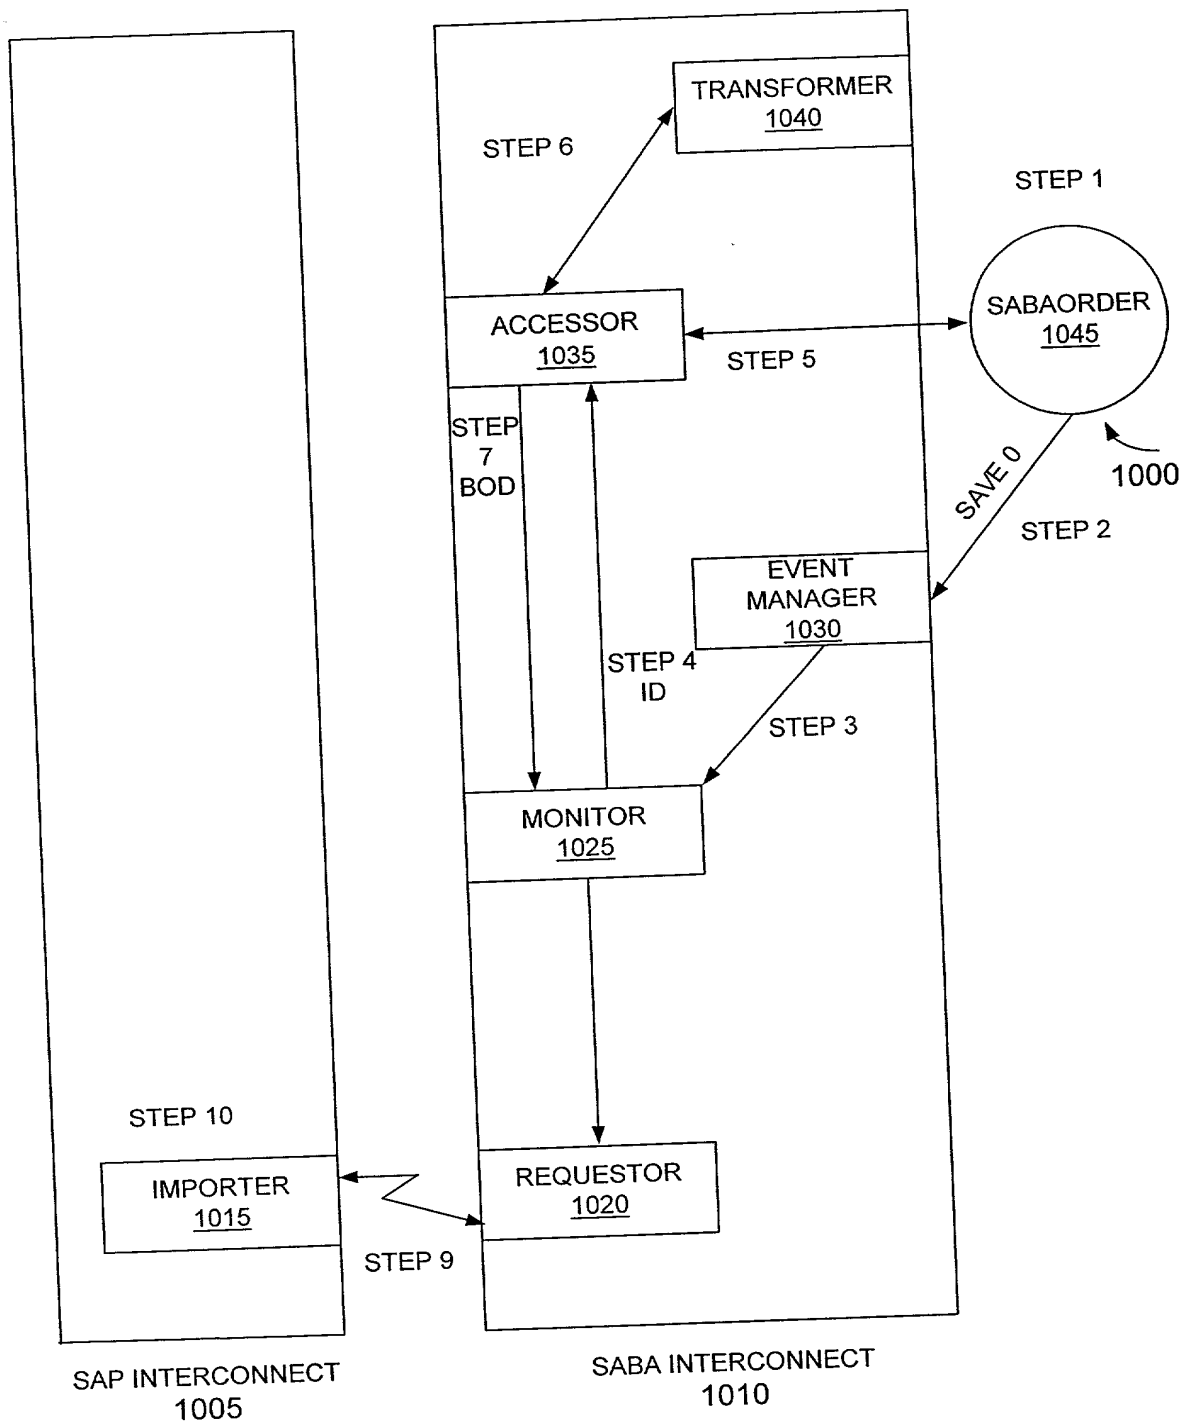 TRANSFORMER
1040
STEP 6
STEP 1
SABAORDER
1045
ACCESSOR
1035
STEP 5
STEP
7
BOD
SAVE 0
1000
STEP 2
EVENT
MANAGER
1030
STEP 4
ID
STEP 3
MONITOR
1025
STEP 10
IMPORTER
1015
REQUESTOR
1020
STEP 9
SAP INTERCONNECT
1005
SABA INTERCONNECT
1010